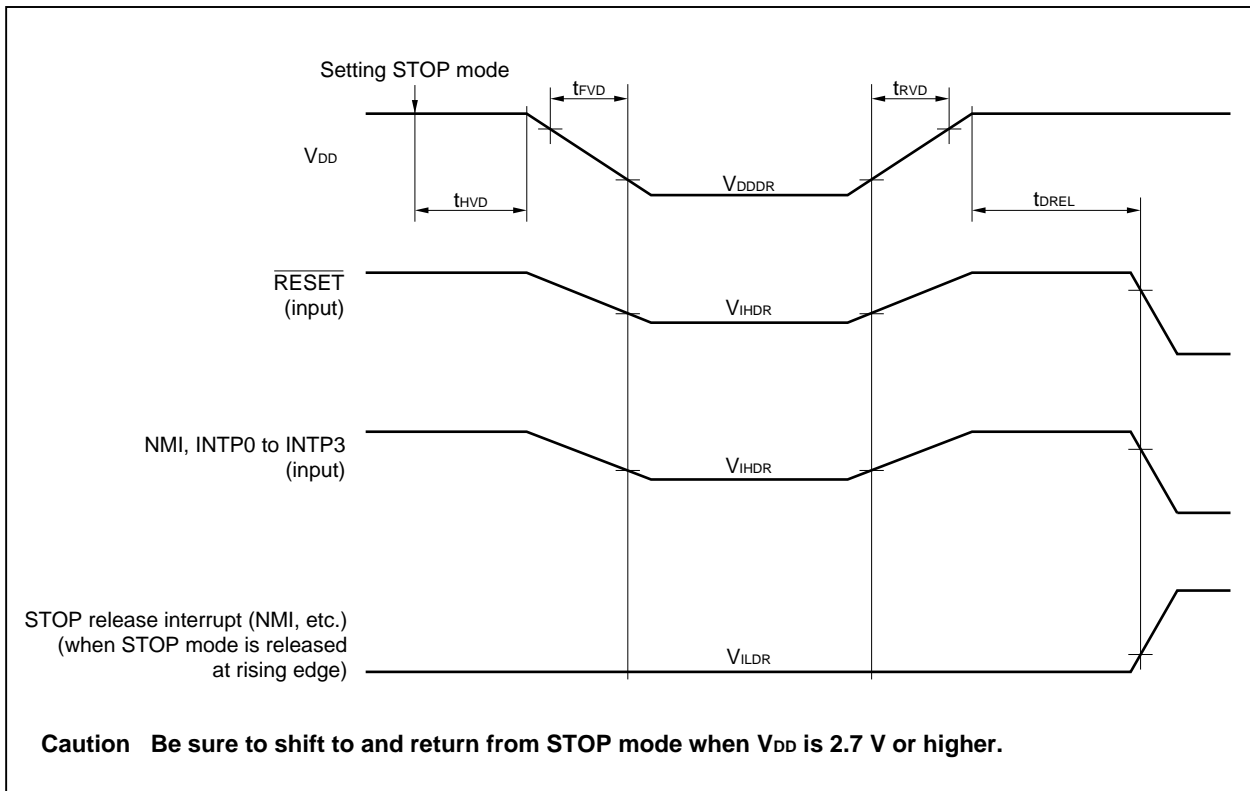 Setting STOP mode
tFVD
tRVD
VDD
VDDDR
tHVD
tDREL
RESET
(input)
VIHDR
NMI, INTP0 to INTP3
(input)
VIHDR
STOP release interrupt (NMI, etc.)
(when STOP mode is released
at rising edge)
VILDR
Caution Be sure to shift to and return from STOP mode when VDD is 2.7 V or higher.